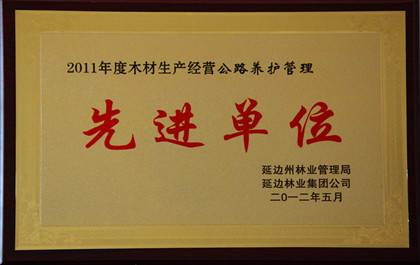 2011年度木材生产经营公路养护管理
先进单位
延边州林业管理局
延边林业集团公司
二〇一二年五月